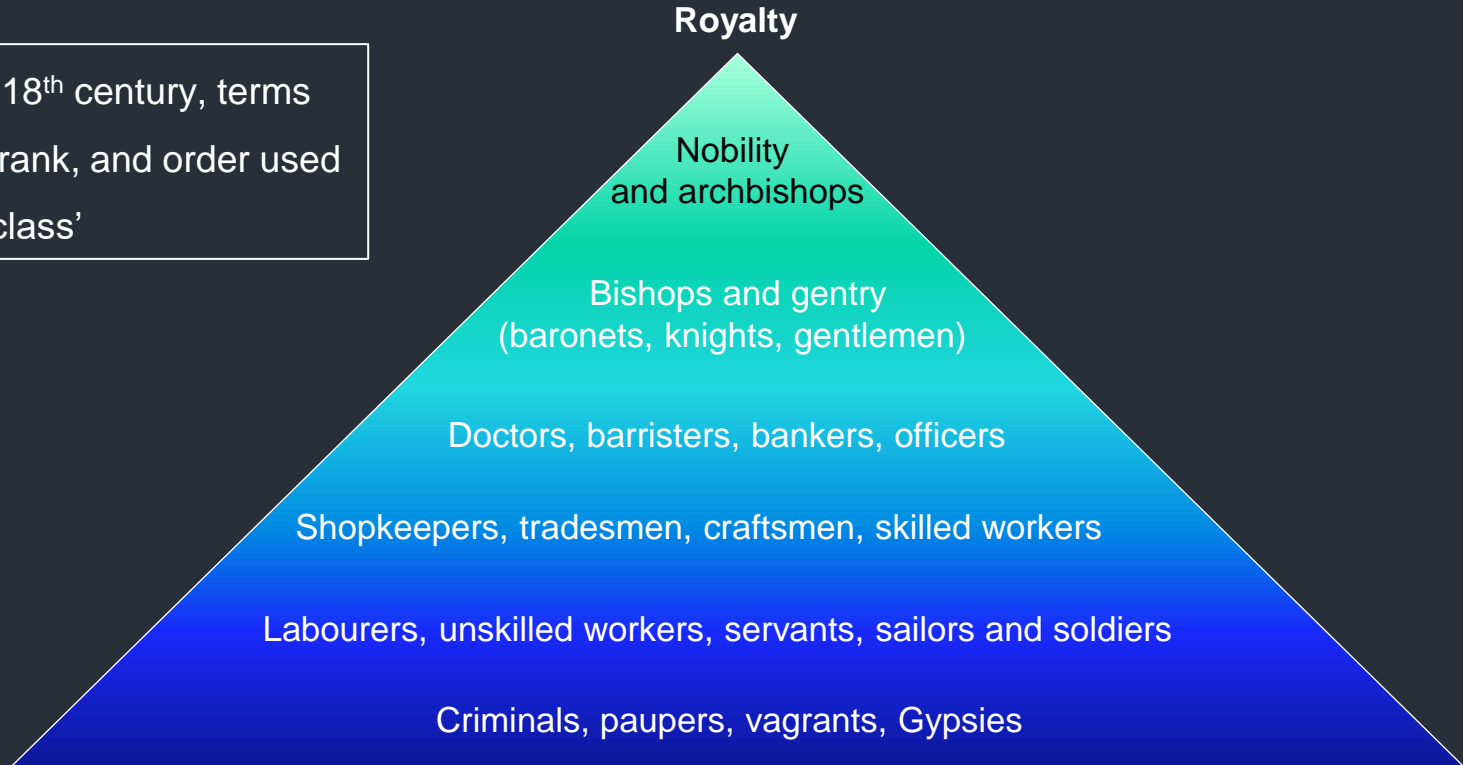 Royalty
18th century, terms
rank, and order used
class’
Nobility
and archbishops
Bishops and gentry
(baronets, knights, gentlemen)
Doctors, barristers, bankers, officers
Shopkeepers, tradesmen, craftsmen, skilled workers
Labourers, unskilled workers, servants, sailors and soldiers
Criminals, paupers, vagrants, Gypsies